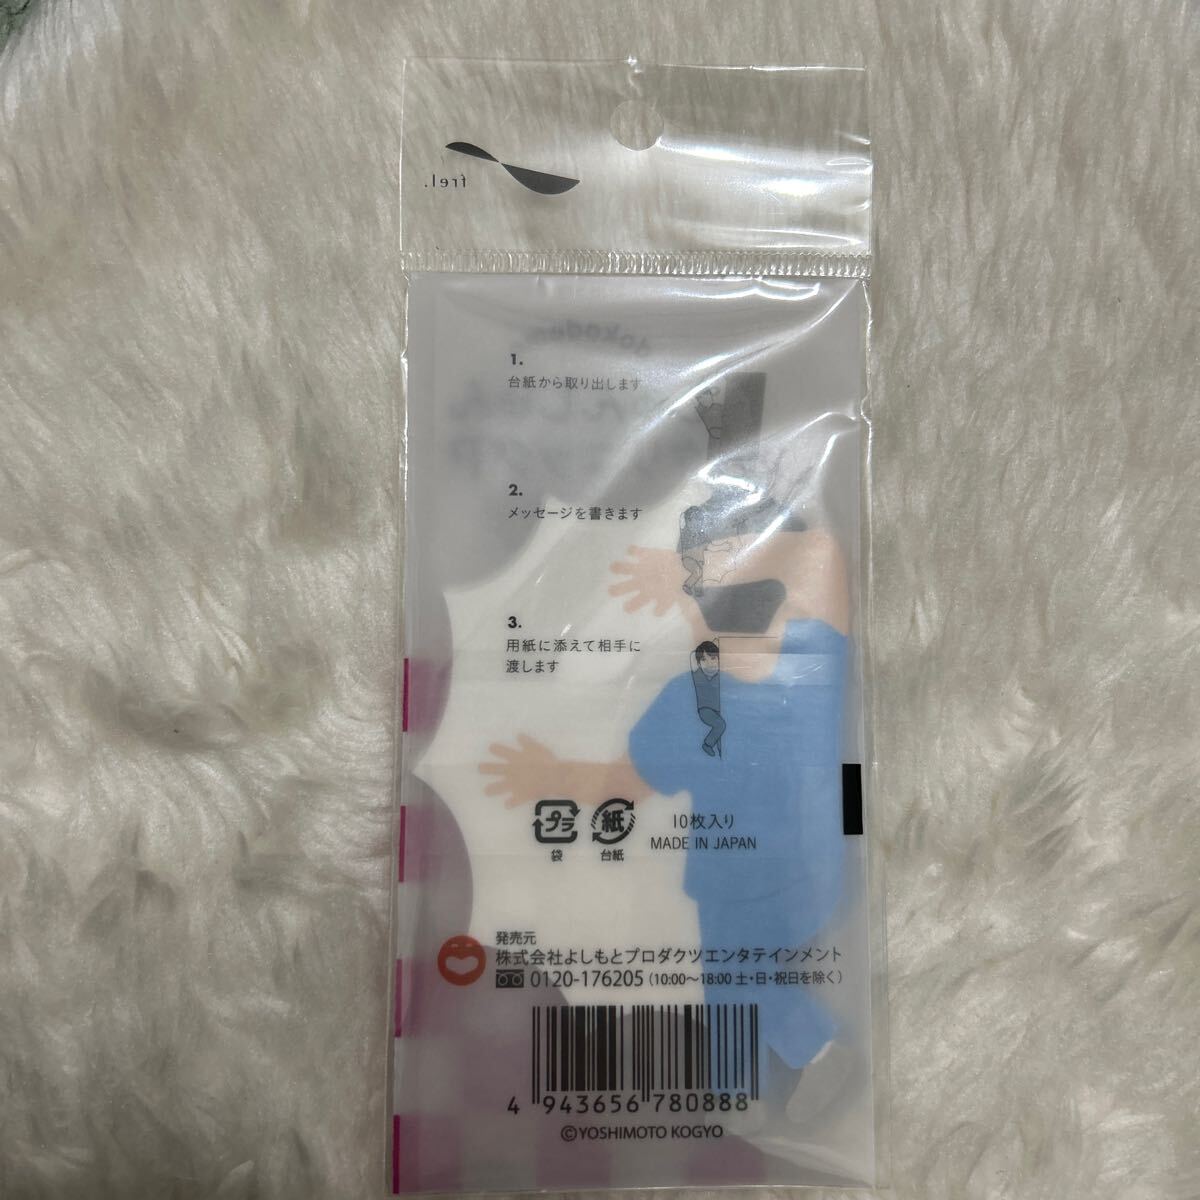 frel.
1.
台紙から取り出します
2.
メッセージを書きます
3.
用紙に添えて相手に
渡します
プラ
袋
紙
台紙
10枚入り
MADE IN JAPAN
発売元
株式会社よしもとプロダクツエンタテインメント
0120-176205(10:00〜18:00 土・日・祝日を除く)
4 943656 780888
©YOSHIMOTO KOGYO